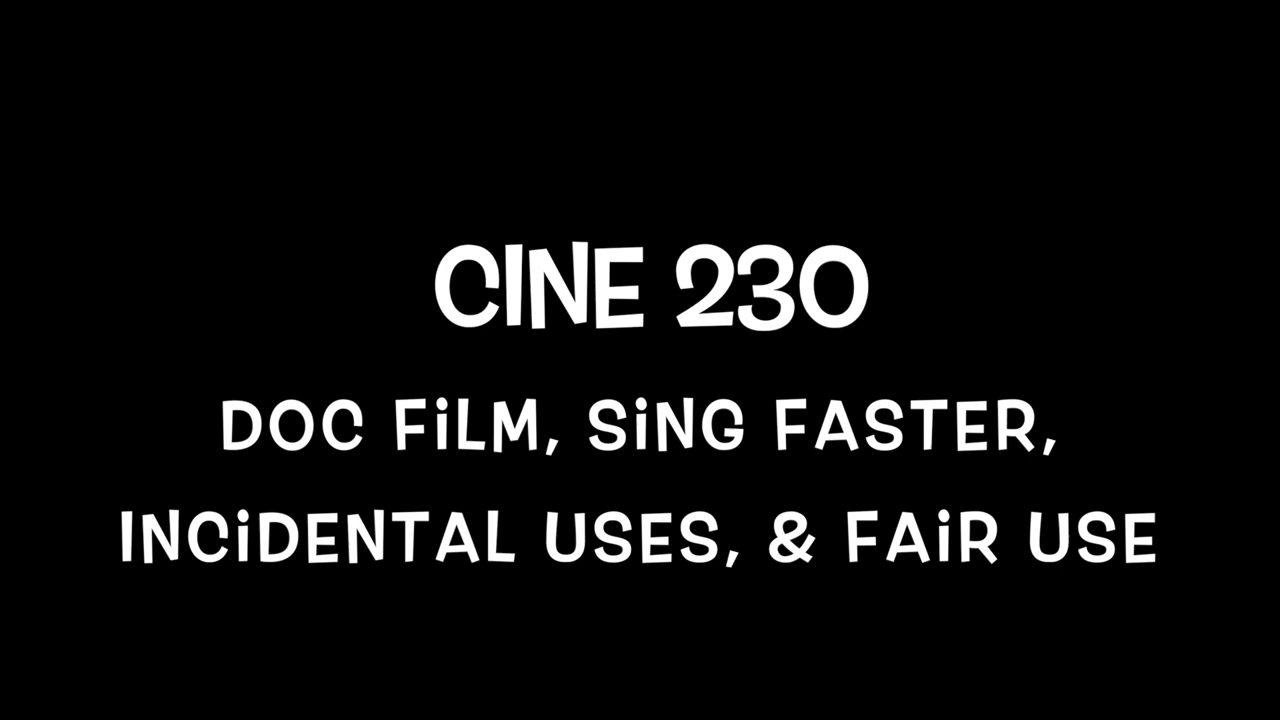 CINE 230
DOC FiLM, SiNG FASTER,
INCiDENTAL USES, & FAiR USE